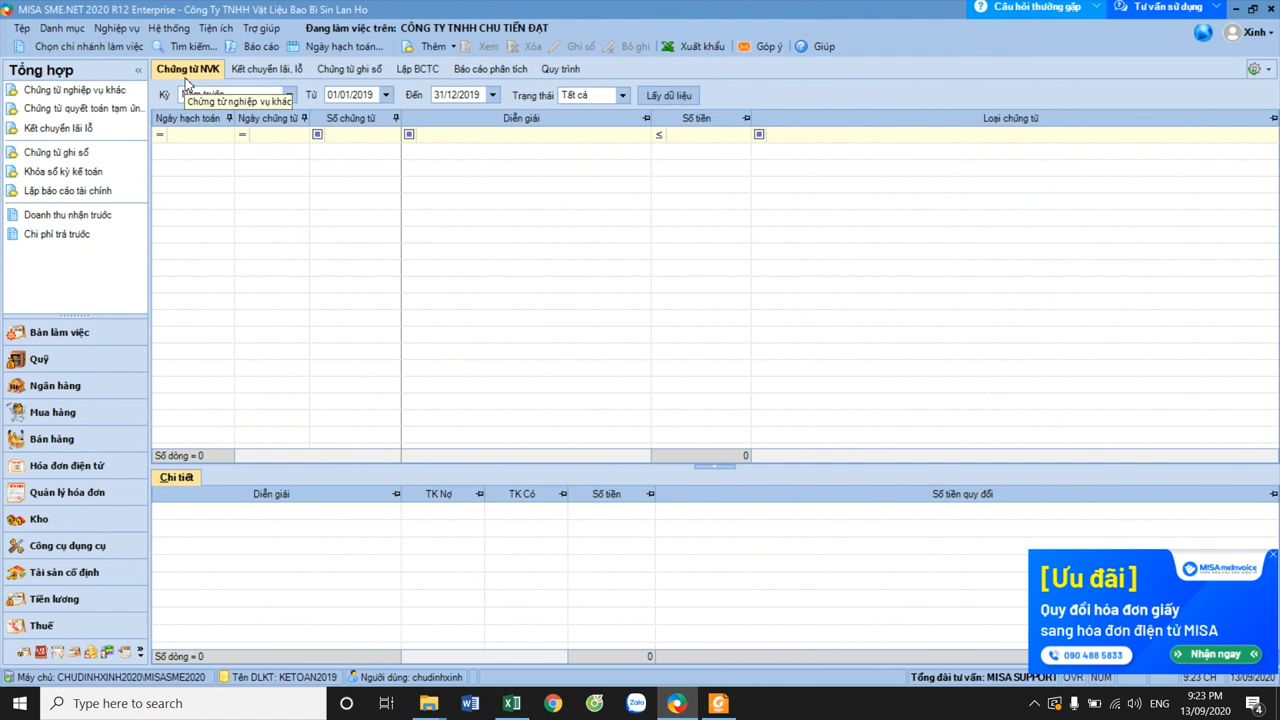 MISA SME.NET 2020 R12 Enterprise - Công Ty TNHH Vật Liệu Bao Bì Sin Lan Ho
Câu hỏi thường gặp
Tư vấn sử dụng
Tệp Danh mục Nghiệp vụ Hệ thống Tiện ích Trợ giúp
Đang làm việc trên: CÔNG TY TNHH CHU TIẾN ĐẠT
Xinh
Chọn chi nhánh làm việc Tìm kiếm... Báo cáo Ngày hạch toán... Thêm Xem Xóa Ghi sổ Bỏ ghi Xuất khẩu Góp ý Giúp
Tổng hợp «
Chứng từ NVK Kết chuyển lãi, lỗ Chứng từ ghi sổ Lập BCTC Báo cáo phân tích Quy trình
Chứng từ nghiệp vụ khác
Chứng từ quyết toán tạm ứn...
Kết chuyển lãi lỗ
Chứng từ ghi sổ
Khóa sổ kỳ kế toán
Lập báo cáo tài chính
Doanh thu nhận trước
Chi phí trả trước
Kỳ Từ 01/01/2019 Đến 31/12/2019 Trạng thái Tất cả Lấy dữ liệu
Chứng từ nghiệp vụ khác
Ngày hạch toán Ngày chứng từ Số chứng từ Diễn giải Số tiền Loại chứng từ
= = ≤
Số dòng = 0 0
Bàn làm việc
Quỹ
Ngân hàng
Mua hàng
Bán hàng
Hóa đơn điện tử
Quản lý hóa đơn
Kho
Công cụ dụng cụ
Tài sản cố định
Tiền lương
Thuế
Chi tiết
Diễn giải TK Nợ TK Có Số tiền Số tiền quy đổi
Số dòng = 0 0
MISA meInvoice
[Ưu đãi]
Quy đổi hóa đơn giấy
sang hóa đơn điện tử MISA
090 488 5833
Nhận ngay
Máy chủ: CHUDINHXINH\MISASME2020 Tên DLKT: KETOAN2019 Người dùng: chudinhxinh Tổng đài tư vấn: MISA SUPPORT OVR NUM 9:23 CH 13/09/2020
Type here to search
Zalo
ENG
9:23 PM
13/09/2020
4